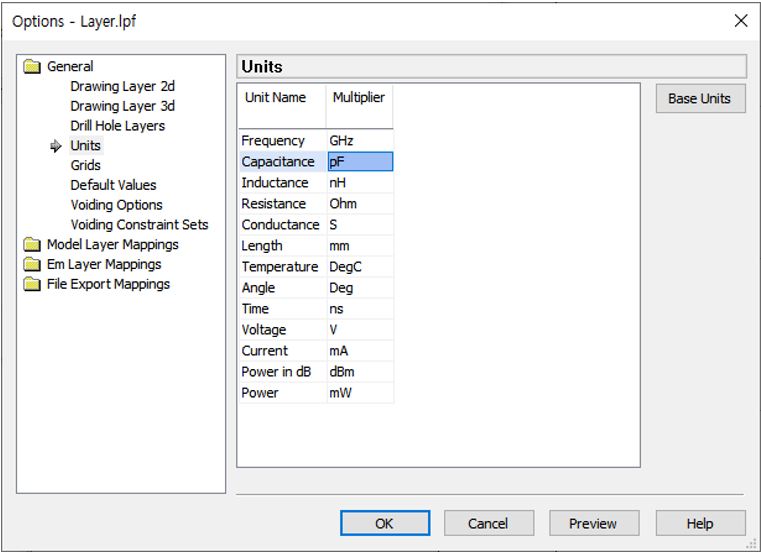 Options - Layer.lpf
General
Drawing Layer 2d
Drawing Layer 3d
Drill Hole Layers
Units
Grids
Default Values
Voiding Options
Voiding Constraint Sets
Model Layer Mappings
Em Layer Mappings
File Export Mappings
Units
Unit Name Multiplier
Frequency GHz
Capacitance pF
Inductance nH
Resistance Ohm
Conductance S
Length mm
Temperature DegC
Angle Deg
Time ns
Voltage V
Current mA
Power in dB dBm
Power mW
Base Units
OK Cancel Preview Help